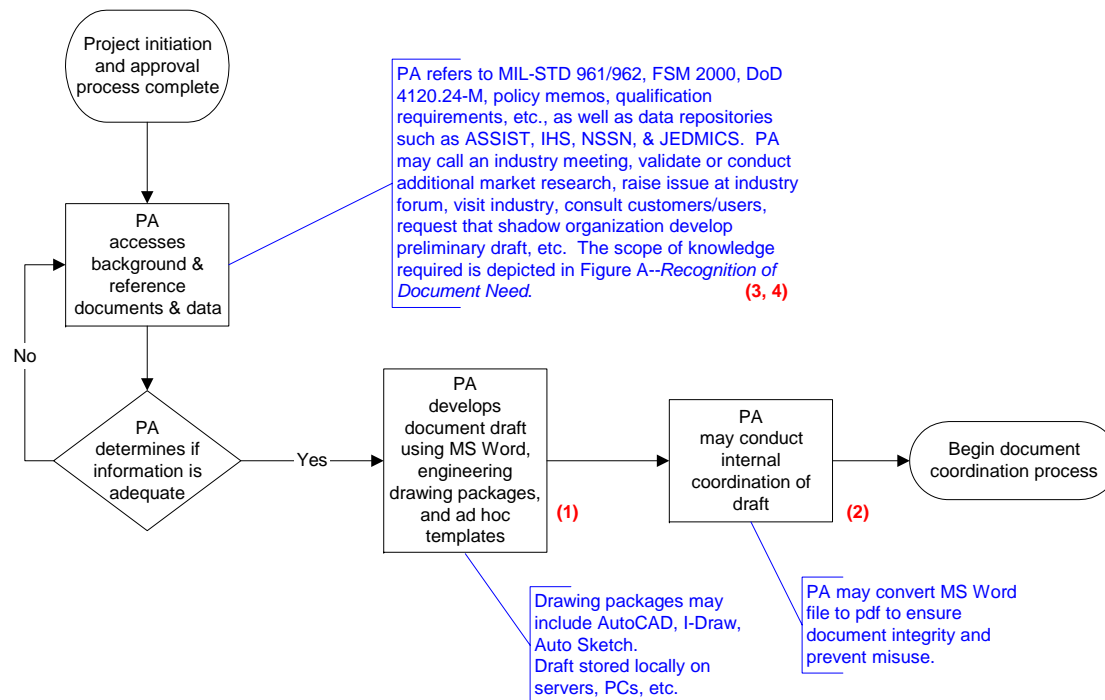 Project initiation
and approval
process complete
PA refers to MIL-STD 961/962, FSM 2000, DoD
4120.24-M, policy memos, qualification
requirements, etc., as well as data repositories
such as ASSIST, IHS, NSSN, & JEDMICS.  PA
may call an industry meeting, validate or conduct
additional market research, raise issue at industry
forum, visit industry, consult customers/users,
request that shadow organization develop
preliminary draft, etc.  The scope of knowledge
required is depicted in Figure A--Recognition of
Document Need. (3, 4)
PA
accesses
background &
reference
documents & data
No
PA
determines if
information is
adequate
Yes
PA
develops
document draft
using MS Word,
engineering
drawing packages,
and ad hoc
templates
(1)
PA
may conduct
internal
coordination of
draft
(2)
Begin document
coordination process
Drawing packages may
include AutoCAD, I-Draw,
Auto Sketch.
Draft stored locally on
servers, PCs, etc.
PA may convert MS Word
file to pdf to ensure
document integrity and
prevent misuse.